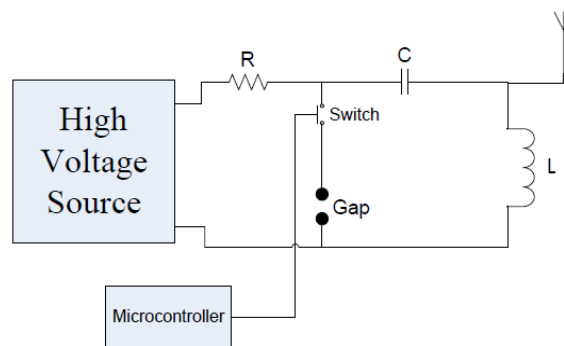 High
Voltage
Source
R
C
Switch
Gap
L
Microcontroller